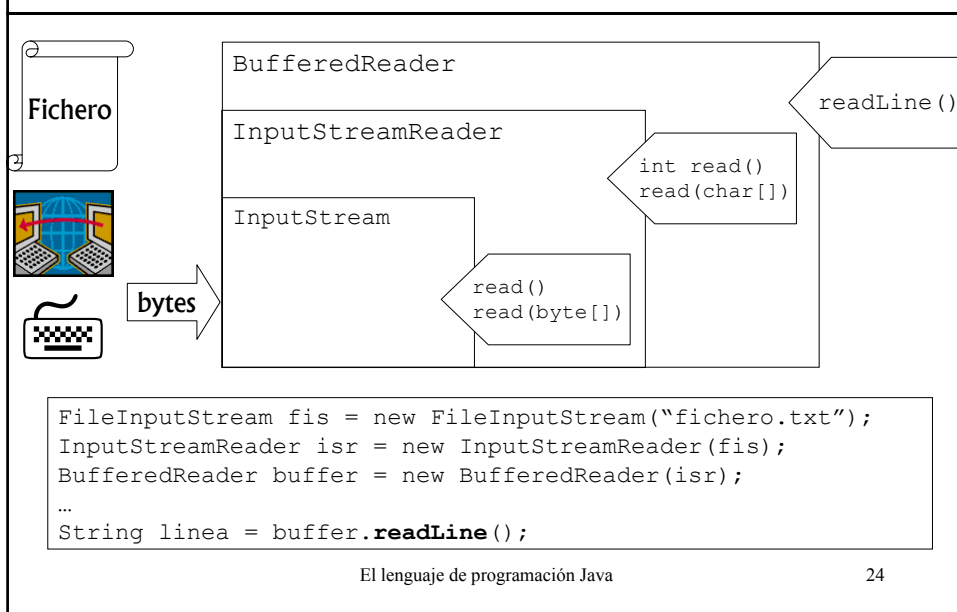 Fichero
BufferedReader
readLine()
InputStreamReader
int read()
read(char[])
InputStream
read()
read(byte[])
bytes
FileInputStream fis = new FileInputStream(“fichero.txt”);
InputStreamReader isr = new InputStreamReader(fis);
BufferedReader buffer = new BufferedReader(isr);
…
String linea = buffer.readLine();
El lenguaje de programación Java 24